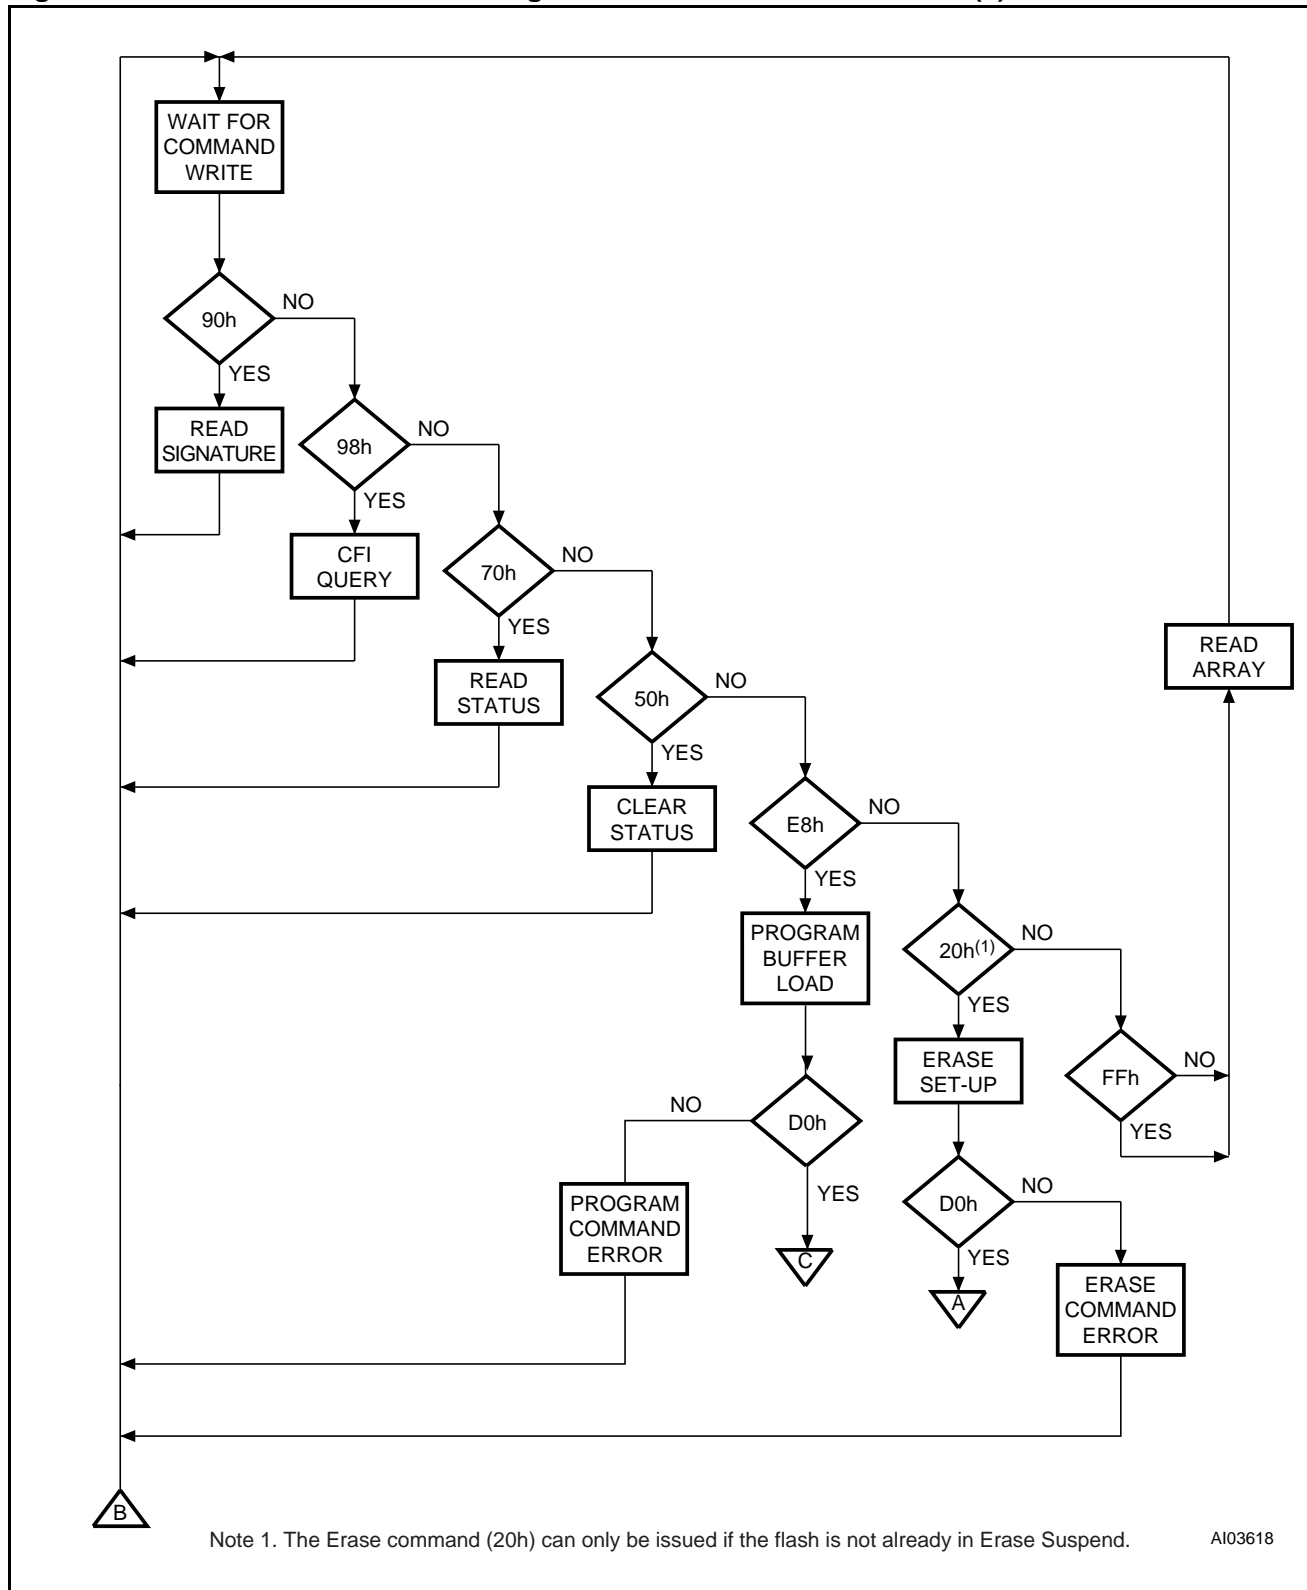 WAIT FOR
COMMAND
WRITE
90h
NO
YES
READ
SIGNATURE
98h
NO
YES
CFI
QUERY
70h
NO
YES
READ
STATUS
50h
NO
YES
CLEAR
STATUS
READ
ARRAY
E8h
NO
YES
PROGRAM
BUFFER
LOAD
20h(1)
NO
YES
ERASE
SET-UP
FFh
NO
YES
D0h
NO
YES
PROGRAM
COMMAND
ERROR
C
D0h
NO
YES
A
ERASE
COMMAND
ERROR
B
Note 1. The Erase command (20h) can only be issued if the flash is not already in Erase Suspend.
AI03618